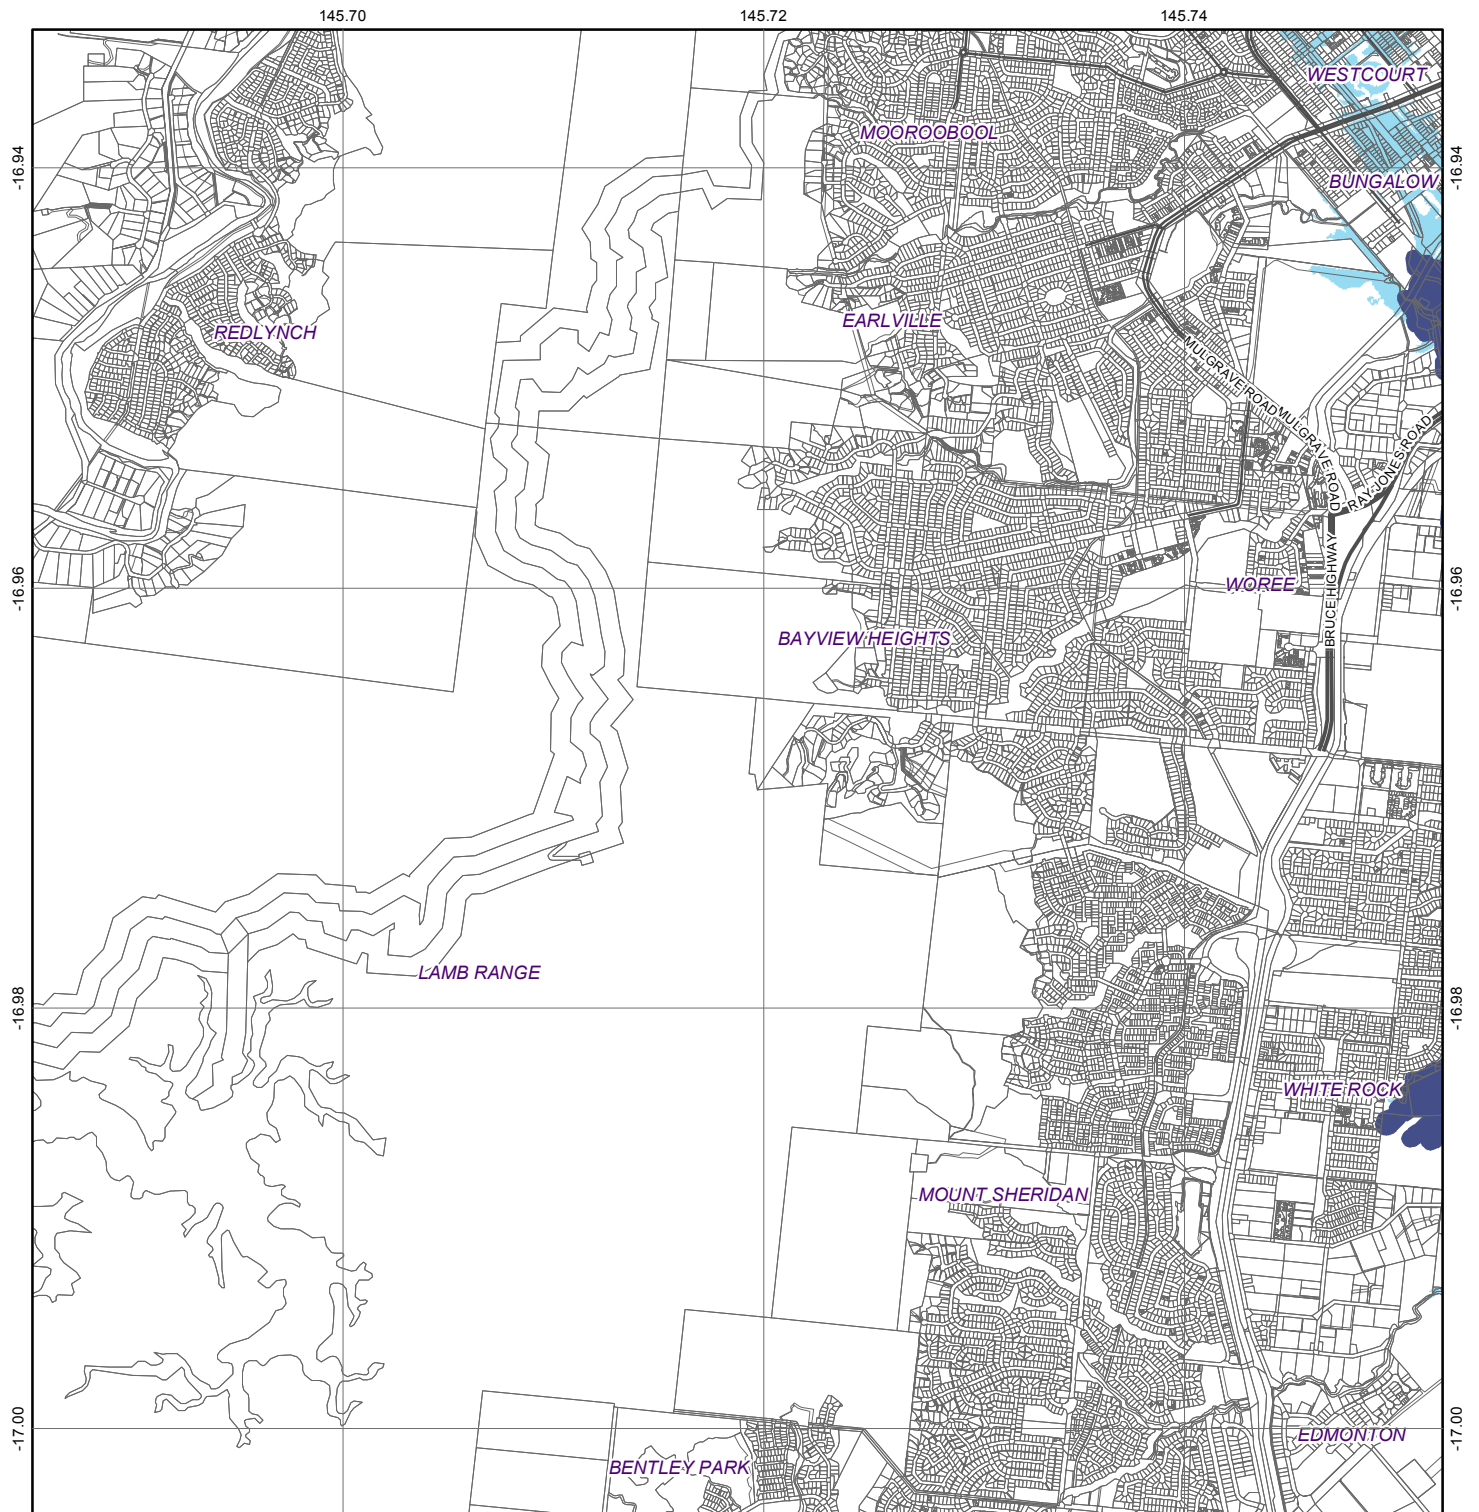 145.70
145.72
145.74
WESTCOURT
MOOROOBOOL
-16.94
-16.94
BUNGALOW
EARLVILLE
REDLYNCH
MULGRAVE ROAD
MULGRAVE ROAD
RAY JONES ROAD
BRUCE HIGHWAY
-16.96
-16.96
WOREE
BAYVIEW HEIGHTS
LAMB RANGE
-16.98
-16.98
WHITE ROCK
MOUNT SHERIDAN
-17.00
-17.00
EDMONTON
BENTLEY PARK